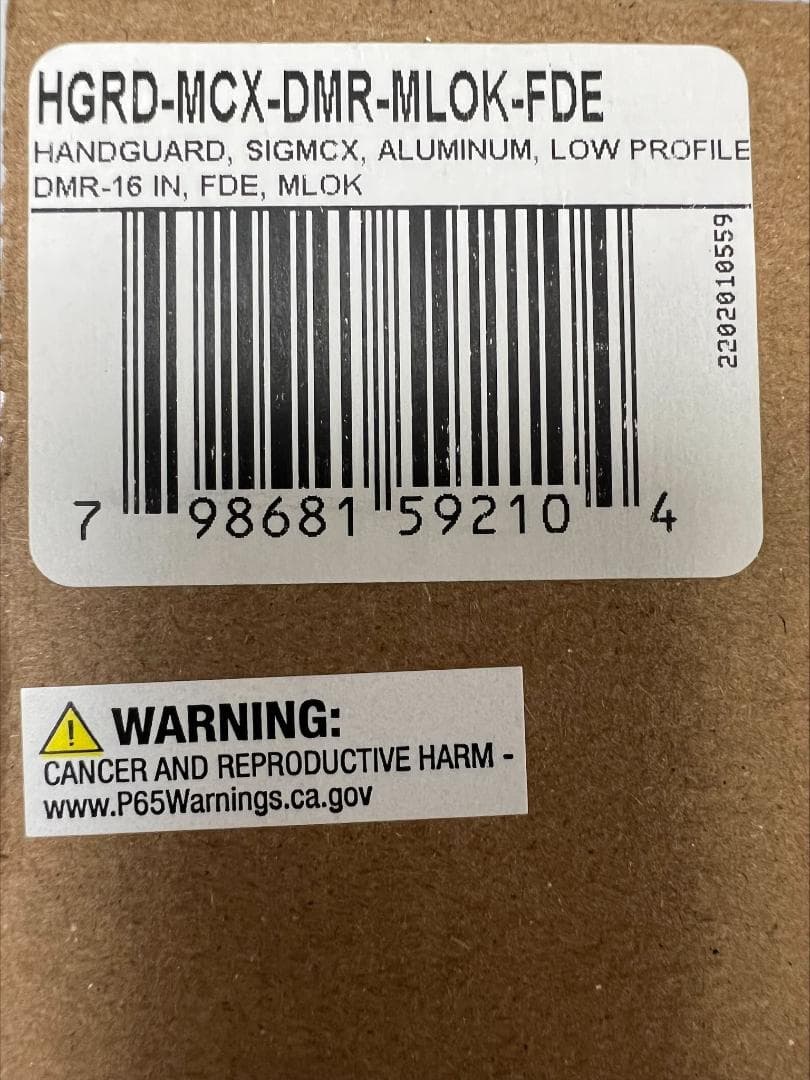 HGRD-MCX-DMR-MLOK-FDE
HANDGUARD, SIGMCX, ALUMINUM, LOW PROFILE
DMR-16 IN, FDE, MLOK
2202010559
7 98681 59210 4
WARNING:
CANCER AND REPRODUCTIVE HARM -
www.P65Warnings.ca.gov